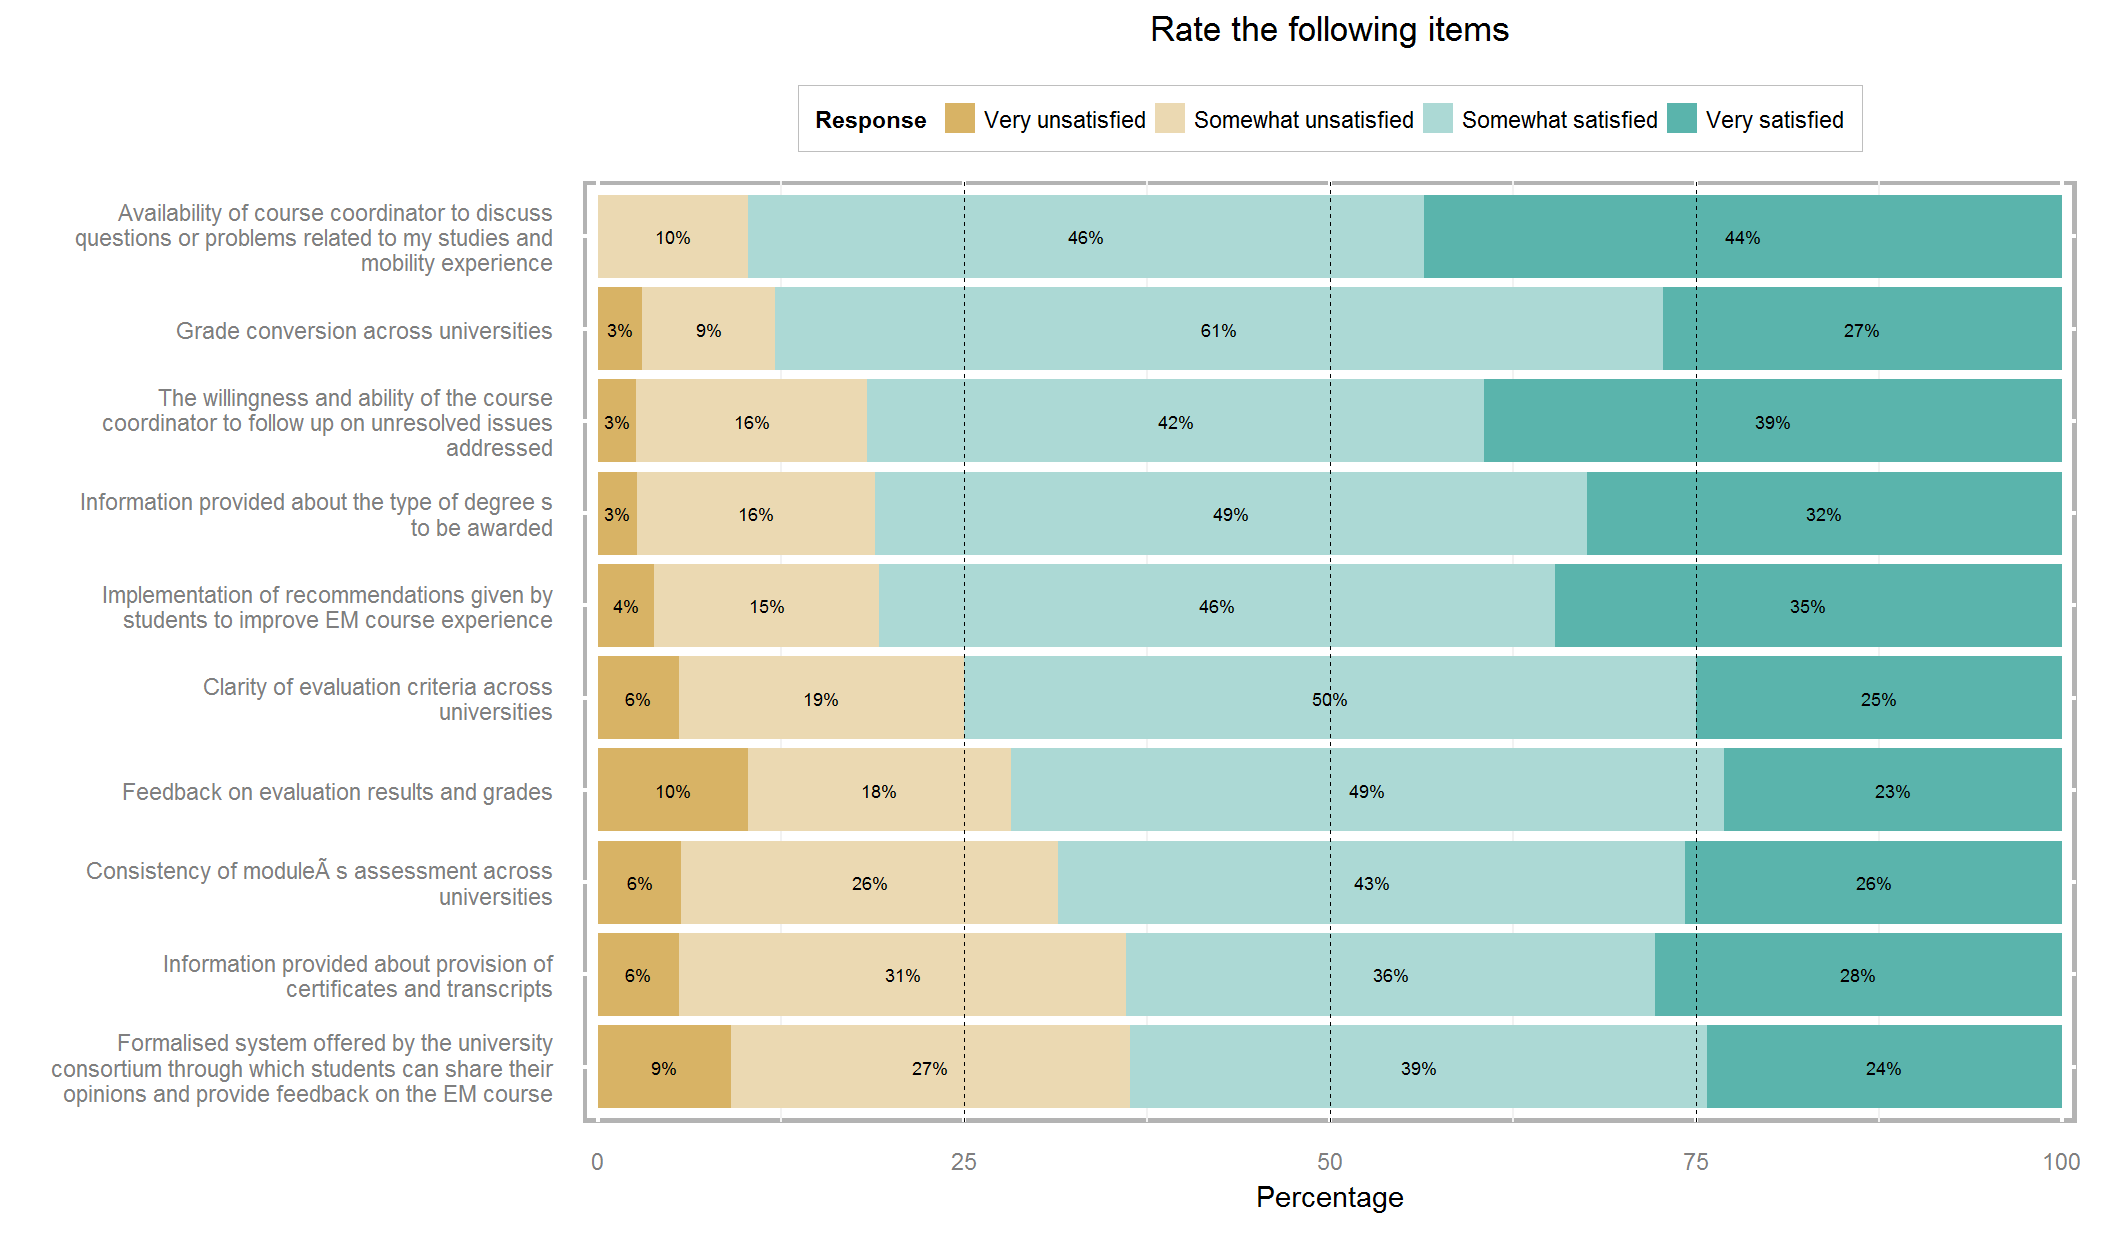 Rate the following items
Response Very unsatisfied Somewhat unsatisfied Somewhat satisfied Very satisfied
Availability of course coordinator to discuss
questions or problems related to my studies and
mobility experience
10% 46% 44%
Grade conversion across universities
3% 9% 61% 27%
The willingness and ability of the course
coordinator to follow up on unresolved issues
addressed
3% 16% 42% 39%
Information provided about the type of degree s
to be awarded
3% 16% 49% 32%
Implementation of recommendations given by
students to improve EM course experience
4% 15% 46% 35%
Clarity of evaluation criteria across
universities
6% 19% 50% 25%
Feedback on evaluation results and grades
10% 18% 49% 23%
Consistency of moduleÃ s assessment across
universities
6% 26% 43% 26%
Information provided about provision of
certificates and transcripts
6% 31% 36% 28%
Formalised system offered by the university
consortium through which students can share their
opinions and provide feedback on the EM course
9% 27% 39% 24%
0 25 50 75 100
Percentage